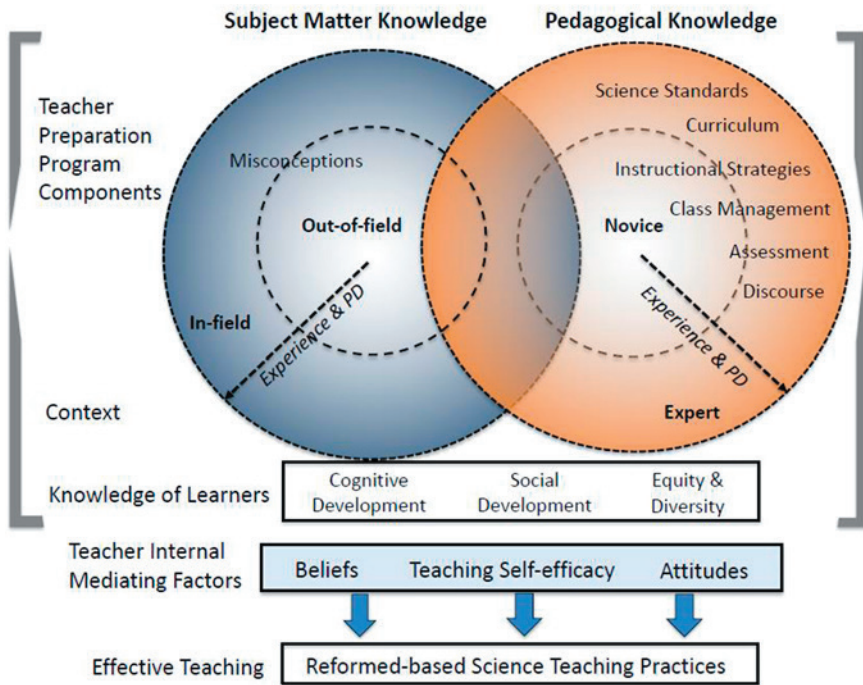 Subject Matter Knowledge
Pedagogical Knowledge
Teacher
Preparation
Program
Components
Misconceptions
Out-of-field
In-field
Experience & PD
Science Standards
Curriculum
Instructional Strategies
Class Management
Novice
Assessment
Discourse
Experience & PD
Expert
Context
Knowledge of Learners
Cognitive
Development
Social
Development
Equity &
Diversity
Teacher Internal
Mediating Factors
Beliefs
Teaching Self-efficacy
Attitudes
Effective Teaching
Reformed-based Science Teaching Practices